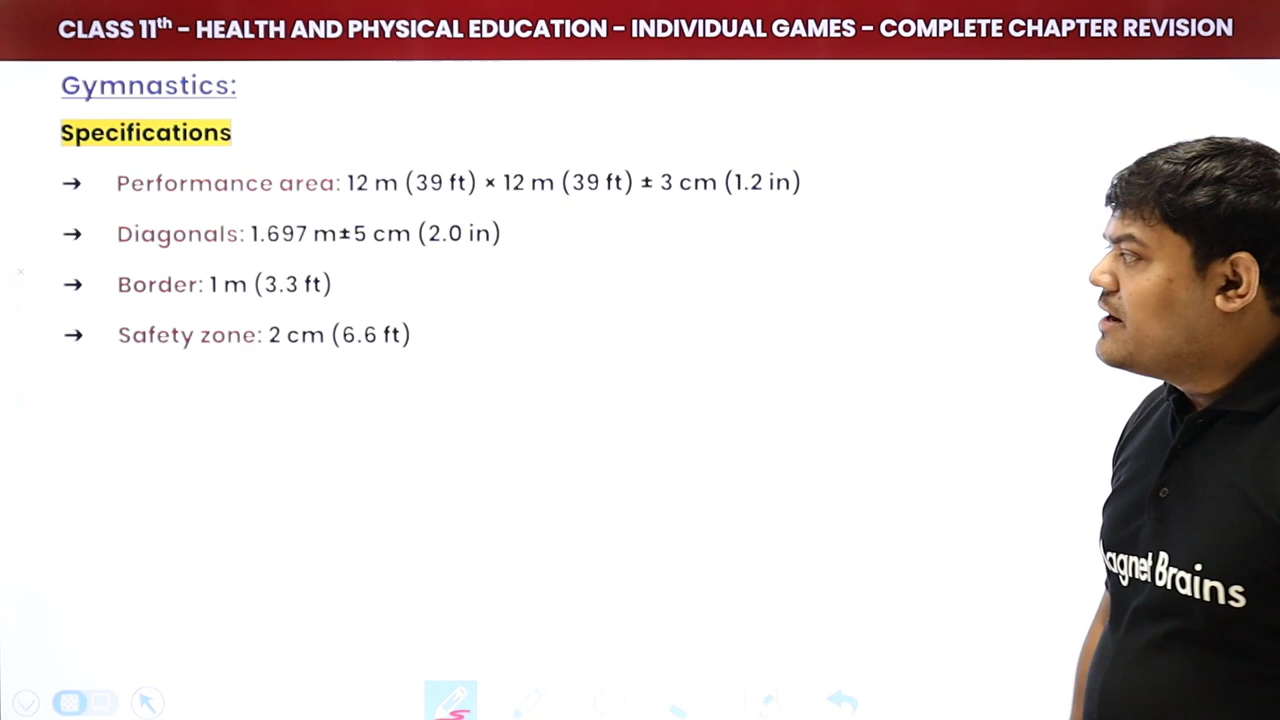 CLASS 11th – HEALTH AND PHYSICAL EDUCATION – INDIVIDUAL GAMES – COMPLETE CHAPTER REVISION
Gymnastics:
Specifications
→ Performance area: 12 m (39 ft) × 12 m (39 ft) ± 3 cm (1.2 in)
→ Diagonals: 1.697 m±5 cm (2.0 in)
→ Border: 1 m (3.3 ft)
→ Safety zone: 2 cm (6.6 ft)
agnet Brains